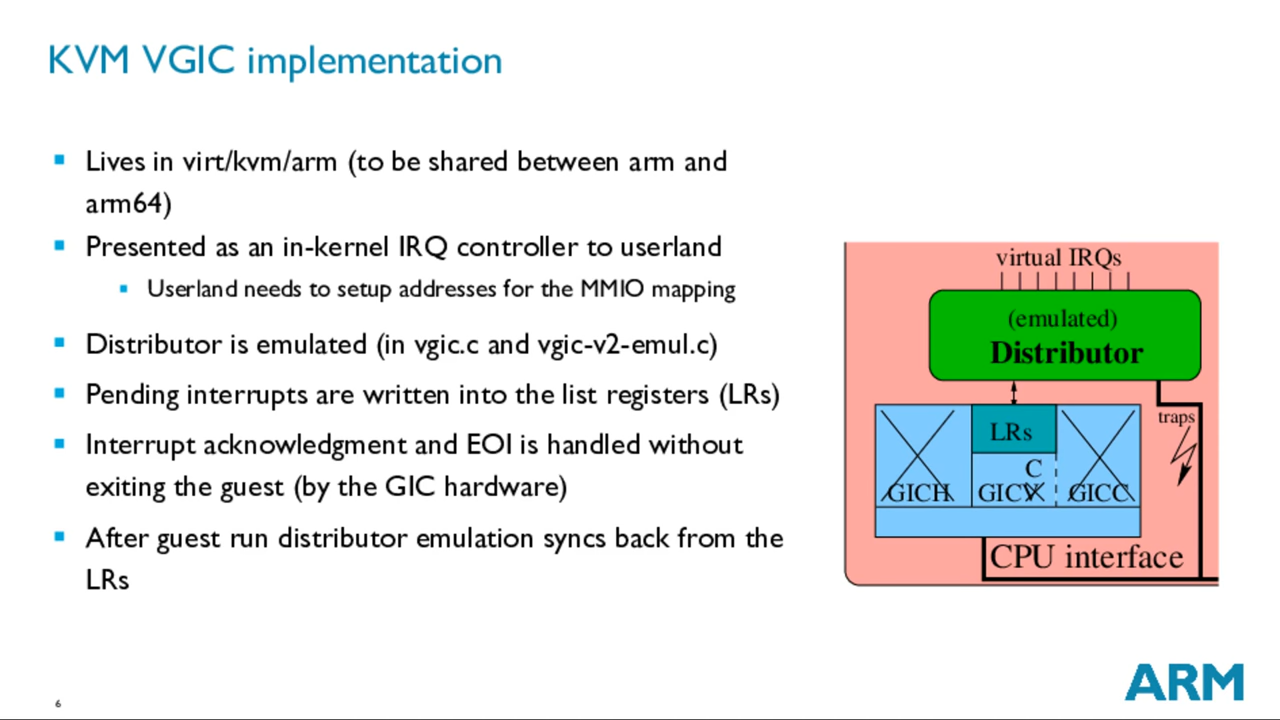 KVM VGIC implementation
Lives in virt/kvm/arm (to be shared between arm and
arm64)
Presented as an in-kernel IRQ controller to userland
Userland needs to setup addresses for the MMIO mapping
Distributor is emulated (in vgic.c and vgic-v2-emul.c)
Pending interrupts are written into the list registers (LRs)
Interrupt acknowledgment and EOI is handled without
exiting the guest (by the GIC hardware)
After guest run distributor emulation syncs back from the
LRs
virtual IRQs
(emulated)
Distributor
traps
LRs
C
GICH GICV GICC
CPU interface
6
ARM